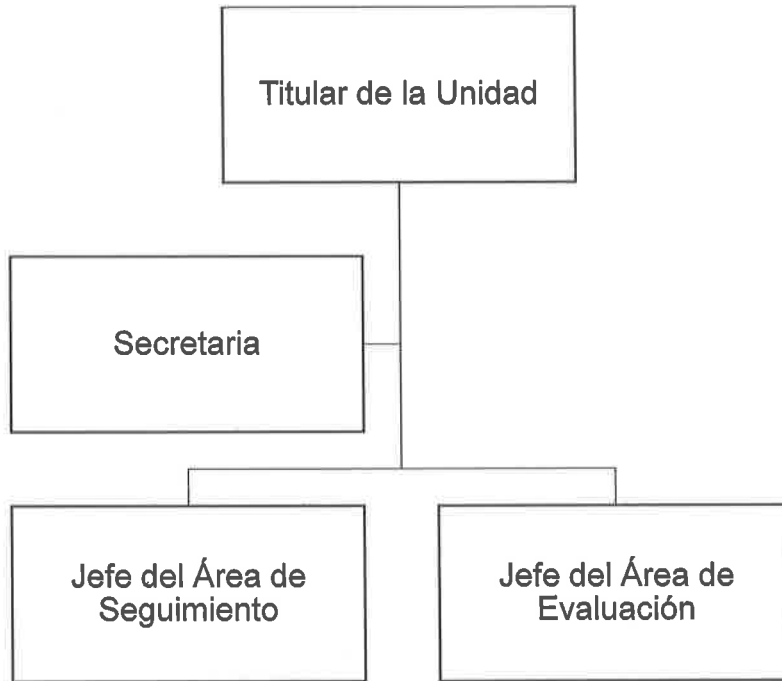 Titular de la Unidad
Secretaria
Jefe del Área de
Seguimiento
Jefe del Área de
Evaluación